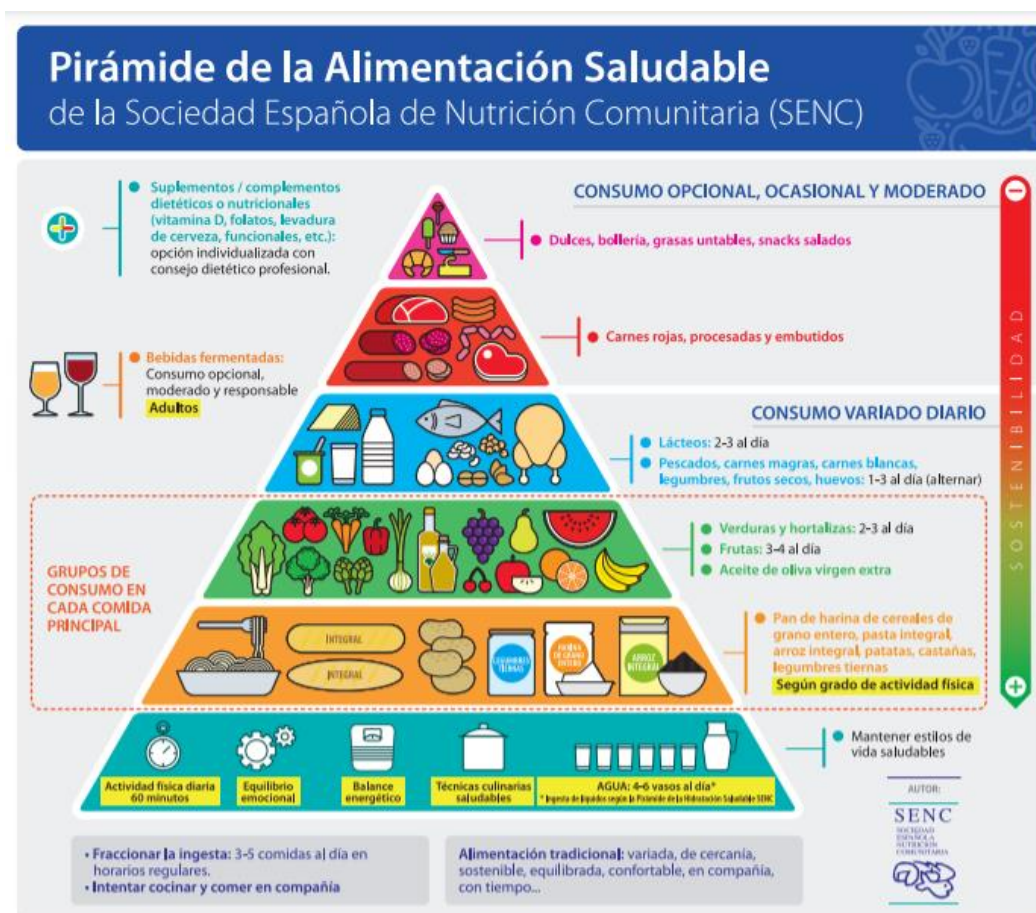 Pirámide de la Alimentación Saludable
de la Sociedad Española de Nutrición Comunitaria (SENC)
Suplementos / complementos
dietéticos o nutricionales
(vitamina D, folatos, levadura
de cerveza, funcionales, etc.):
opción individualizada con
consejo dietético profesional.
CONSUMO OPCIONAL, OCASIONAL Y MODERADO
Dulces, bollería, grasas untables, snacks salados
Carnes rojas, procesadas y embutidos
Bebidas fermentadas:
Consumo opcional,
moderado y responsable
Adultos
CONSUMO VARIADO DIARIO
Lácteos: 2-3 al día
Pescados, carnes magras, carnes blancas,
legumbres, frutos secos, huevos: 1-3 al día (alternar)
SOSTENIBILIDAD
GRUPOS DE
CONSUMO EN
CADA COMIDA
PRINCIPAL
Verduras y hortalizas: 2-3 al día
Frutas: 3-4 al día
Aceite de oliva virgen extra
INTEGRAL
INTEGRAL
LEGUMBRES
TIERNAS
HARINA
DE GRANO
ENTERO
ARROZ
INTEGRAL
Pan de harina de cereales de
grano entero, pasta integral,
arroz integral, patatas, castañas,
legumbres tiernas
Según grado de actividad física
Actividad física diaria
60 minutos
Equilibrio
emocional
Balance
energético
Técnicas culinarias
saludables
AGUA: 4-6 vasos al día*
* Ingesta de líquidos según la Pirámide de la Hidratación Saludable SENC
Mantener estilos de
vida saludables
• Fraccionar la ingesta: 3-5 comidas al día en
horarios regulares.
• Intentar cocinar y comer en compañía
Alimentación tradicional: variada, de cercanía,
sostenible, equilibrada, confortable, en compañía,
con tiempo...
AUTOR:
SENC
SOCIEDAD
ESPAÑOLA
NUTRICIÓN
COMUNITARIA